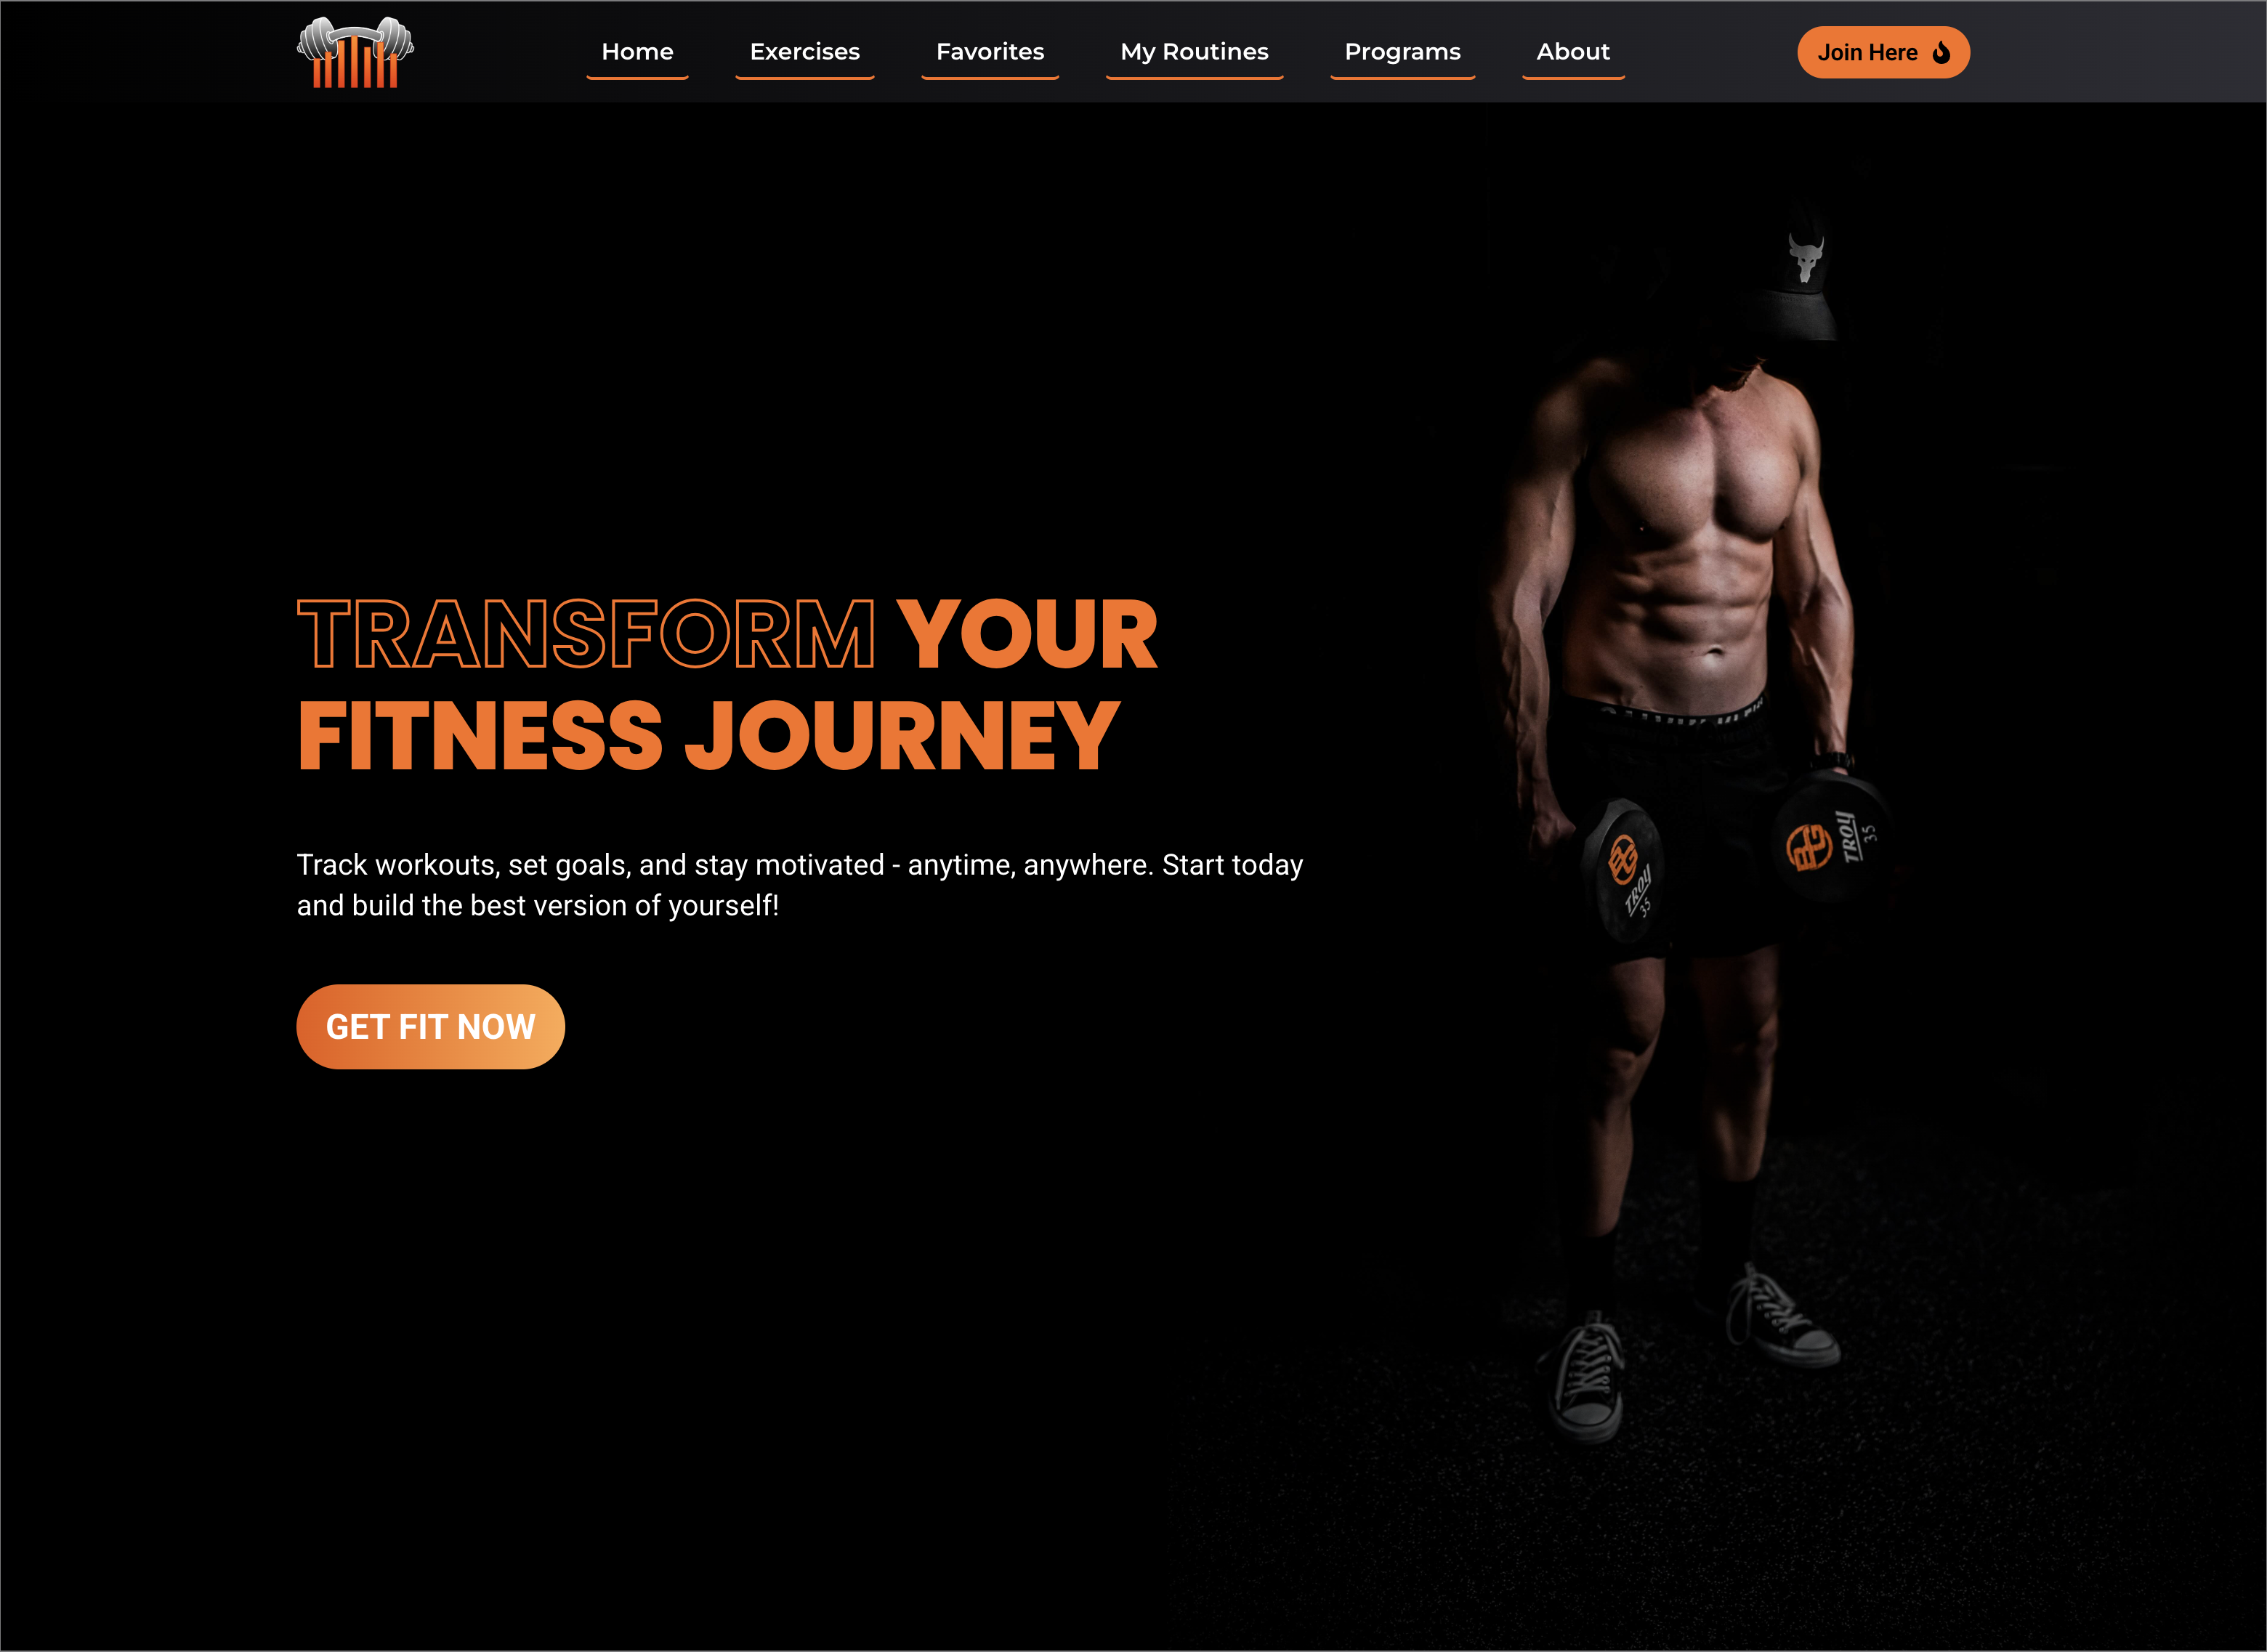 Home
Exercises
Favorites
My Routines
Programs
About
Join Here
TRANSFORM YOUR
FITNESS JOURNEY
Track workouts, set goals, and stay motivated - anytime, anywhere. Start today
and build the best version of yourself!
GET FIT NOW
TROY
35
TROY
35